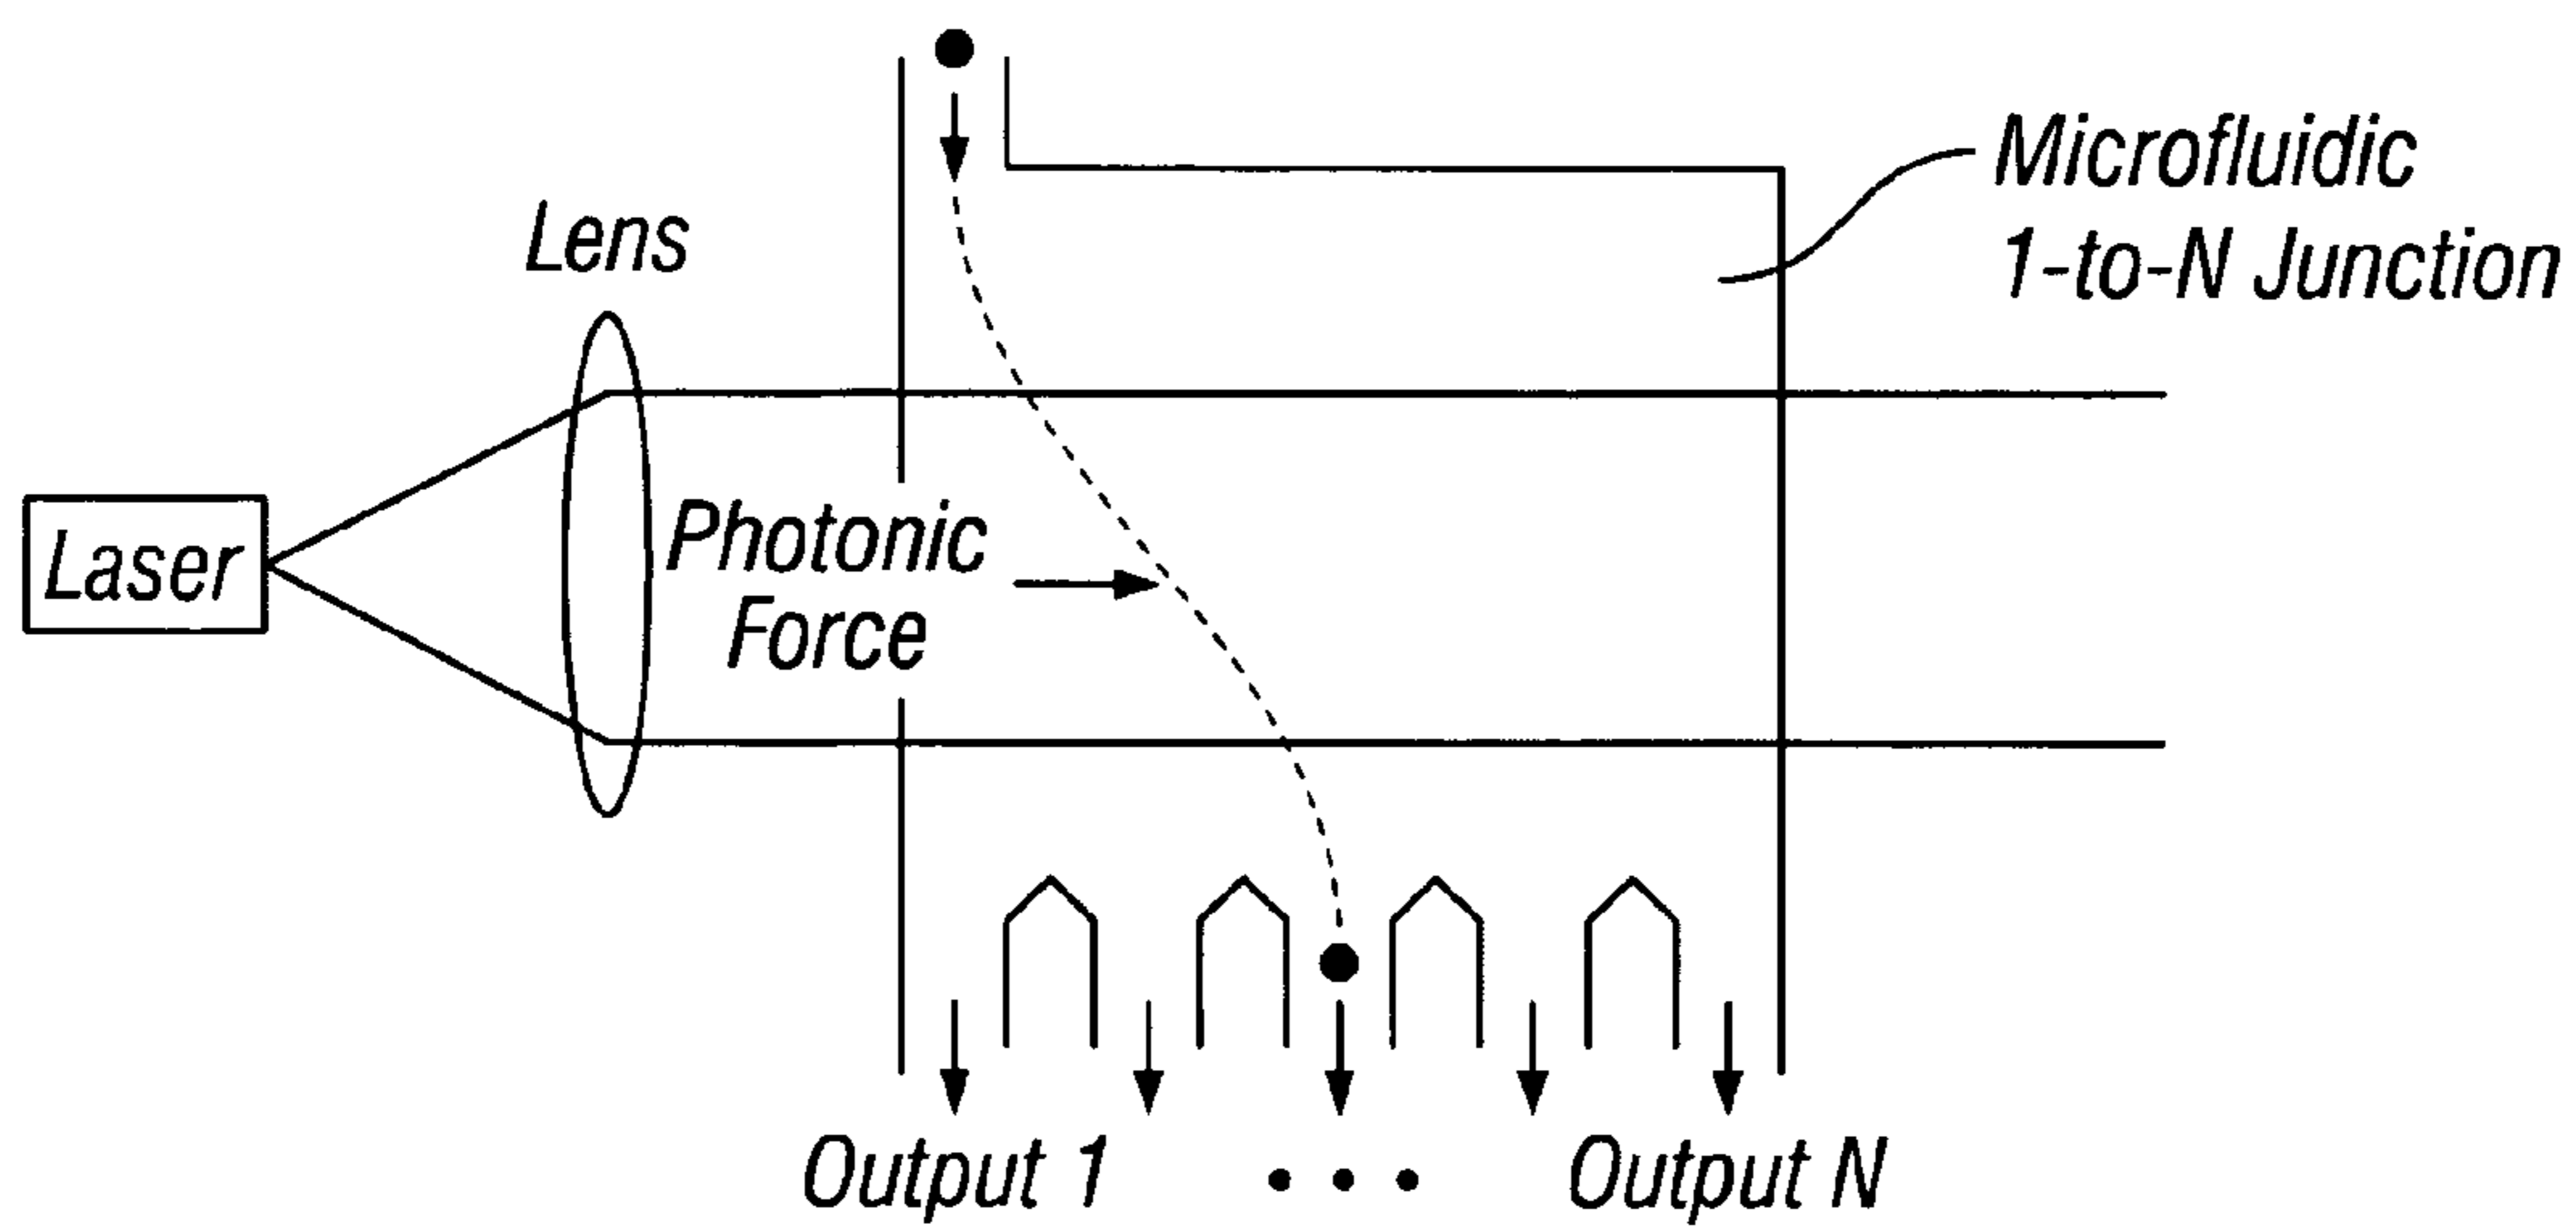 Microfluidic
1-to-N Junction
Lens
Laser
Photonic
Force
Output 1
• • •
Output N